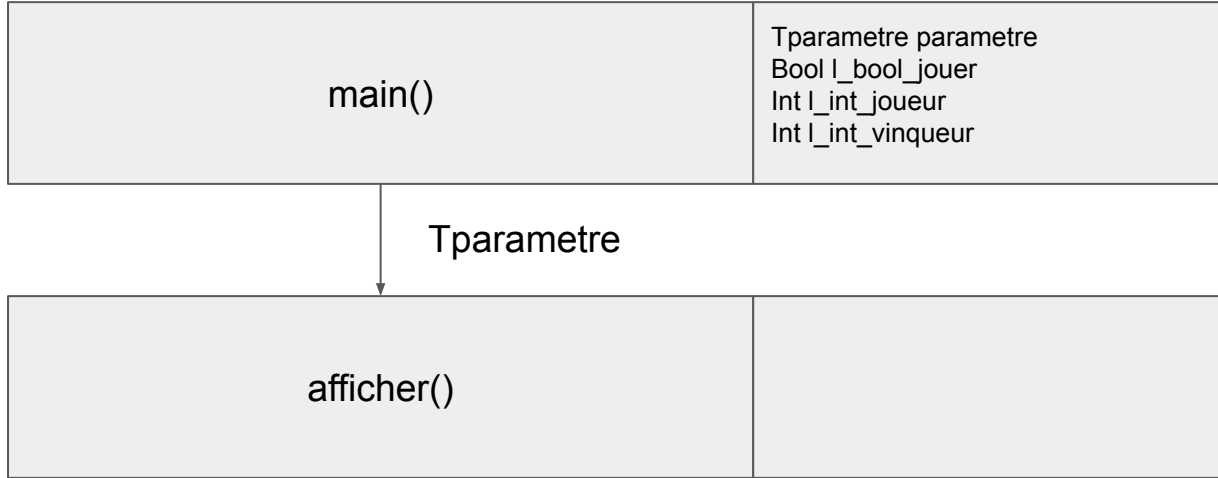 main()
Tparametre parametre
Bool l_bool_jouer
Int l_int_joueur
Int l_int_vinqueur
Tparametre
afficher()